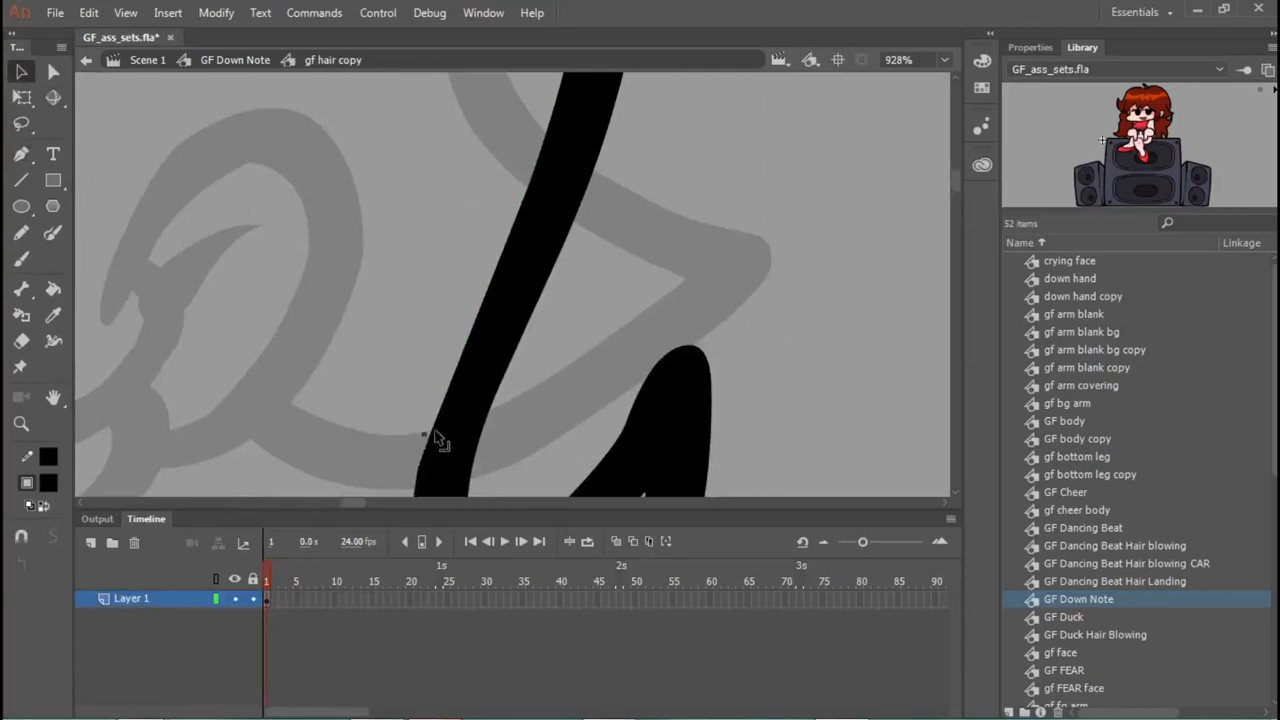 An File Edit View Insert Modify Text Commands Control Debug Window Help Essentials
GF_ass_sets.fla*
T...
Scene 1 GF Down Note gf hair copy 928%
Properties Library
GF_ass_sets.fla
52 items
Name Linkage
crying face
down hand
down hand copy
gf arm blank
gf arm blank bg
gf arm blank bg copy
gf arm blank copy
gf arm covering
gf bg arm
GF body
GF body copy
gf bottom leg
gf bottom leg copy
GF Cheer
gf cheer body
GF Dancing Beat
GF Dancing Beat Hair blowing
GF Dancing Beat Hair blowing CAR
GF Dancing Beat Hair Landing
GF Down Note
GF Duck
GF Duck Hair Blowing
gf face
GF FEAR
gf FEAR face
Output Timeline
1 0.0 s 24.00 fps
1s 2s 3s
1 5 10 15 20 25 30 35 40 45 50 55 60 65 70 75 80 85 90
Layer 1